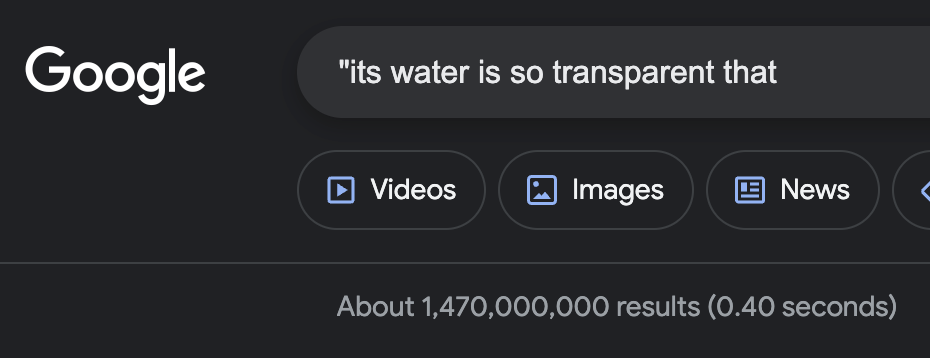 Google "its water is so transparent that
Videos Images News
About 1,470,000,000 results (0.40 seconds)